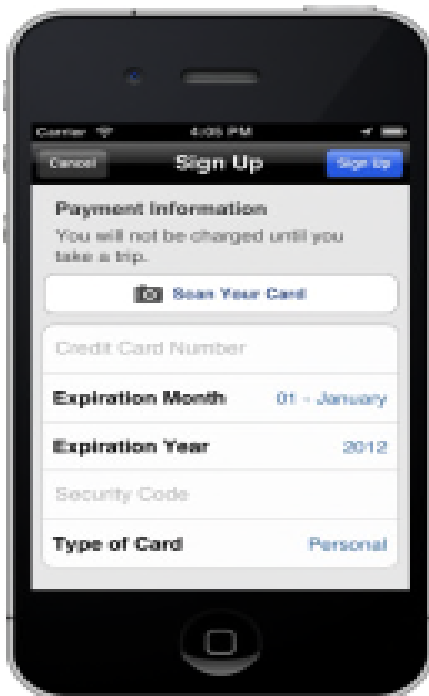 Carrier 4:05 PM
Cancel Sign Up Sign Up
Payment Information
You will not be charged until you
take a trip.
Scan Your Card
Credit Card Number
Expiration Month 01 - January
Expiration Year 2012
Security Code
Type of Card Personal